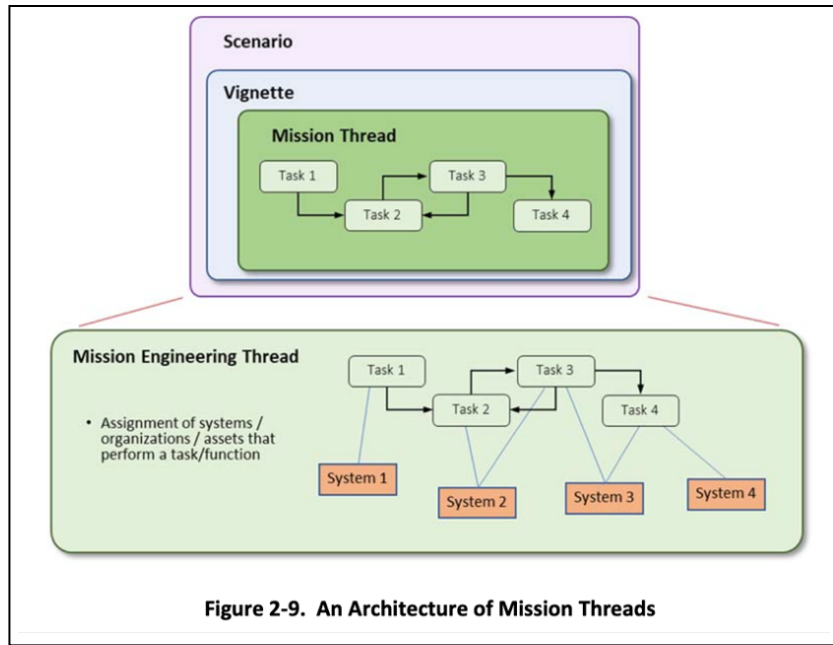 Scenario
Vignette
Mission Thread
Task 1
Task 3
Task 2
Task 4
Mission Engineering Thread
Task 1
Task 3
Task 2
Task 4
• Assignment of systems /
organizations / assets that
perform a task/function
System 1
System 2
System 3
System 4
Figure 2-9. An Architecture of Mission Threads